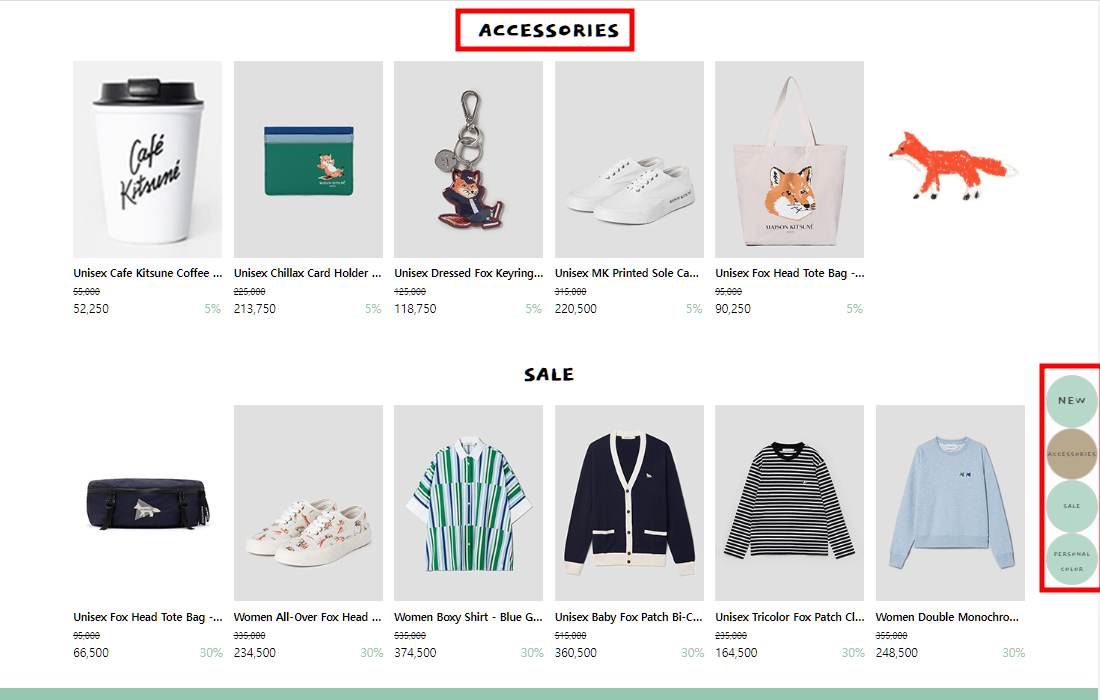 ACCESSORIES
Café
Kitsuné
MAISON KITSUNÉ
Unisex Cafe Kitsune Coffee ...
55,000
52,250 5%
Unisex Chillax Card Holder ...
225,000
213,750 5%
Unisex Dressed Fox Keyring...
125,000
118,750 5%
Unisex MK Printed Sole Ca...
315,000
220,500 5%
Unisex Fox Head Tote Bag -...
95,000
90,250 5%
SALE
NEW
ACCESSORIES
SALE
PERSONAL
COLOR
Unisex Fox Head Tote Bag -...
95,000
66,500 30%
Women All-Over Fox Head ...
335,000
234,500 30%
Women Boxy Shirt - Blue G...
535,000
374,500 30%
Unisex Baby Fox Patch Bi-C...
515,000
360,500 30%
Unisex Tricolor Fox Patch Cl...
235,000
164,500 30%
Women Double Monochro...
355,000
248,500 30%